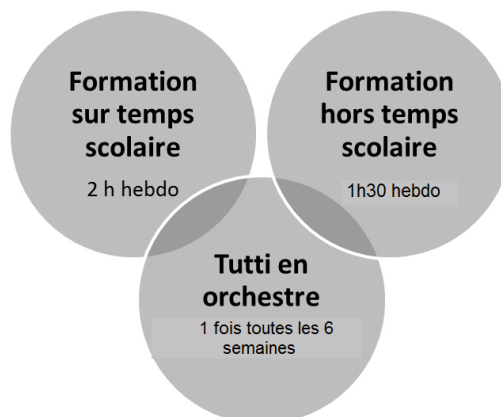 Formation
sur temps
scolaire
2 h hebdo
Formation
hors temps
scolaire
1h30 hebdo
Tutti en
orchestre
1 fois toutes les 6
semaines